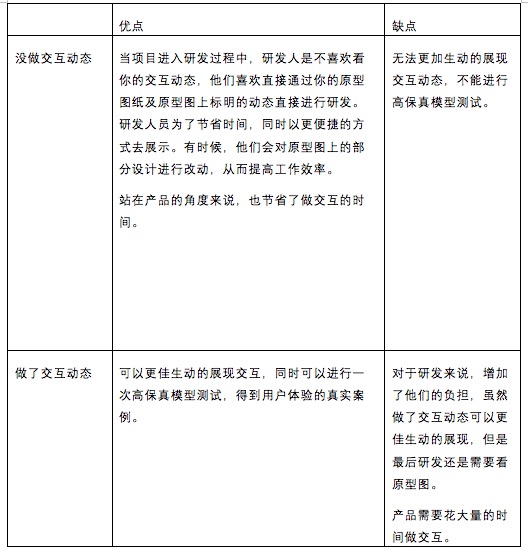 优点
缺点
没做交互动态
当项目进入研发过程中，研发人是不喜欢看
你的交互动态，他们喜欢直接通过你的原型
图纸及原型图上标明的动态直接进行研发。
研发人员为了节省时间，同时以更便捷的方
式去展示。有时候，他们会对原型图上的部
分设计进行改动，从而提高工作效率。
站在产品的角度来说，也节省了做交互的时
间。
无法更加生动的展现
交互动态，不能进行
高保真模型测试。
做了交互动态
可以更佳生动的展现交互，同时可以进行一
次高保真模型测试，得到用户体验的真实案
例。
对于研发来说，增加
了他们的负担，虽然
做了交互动态可以更
佳生动的展现，但是
最后研发还是需要看
原型图。
产品需要花大量的时
间做交互。